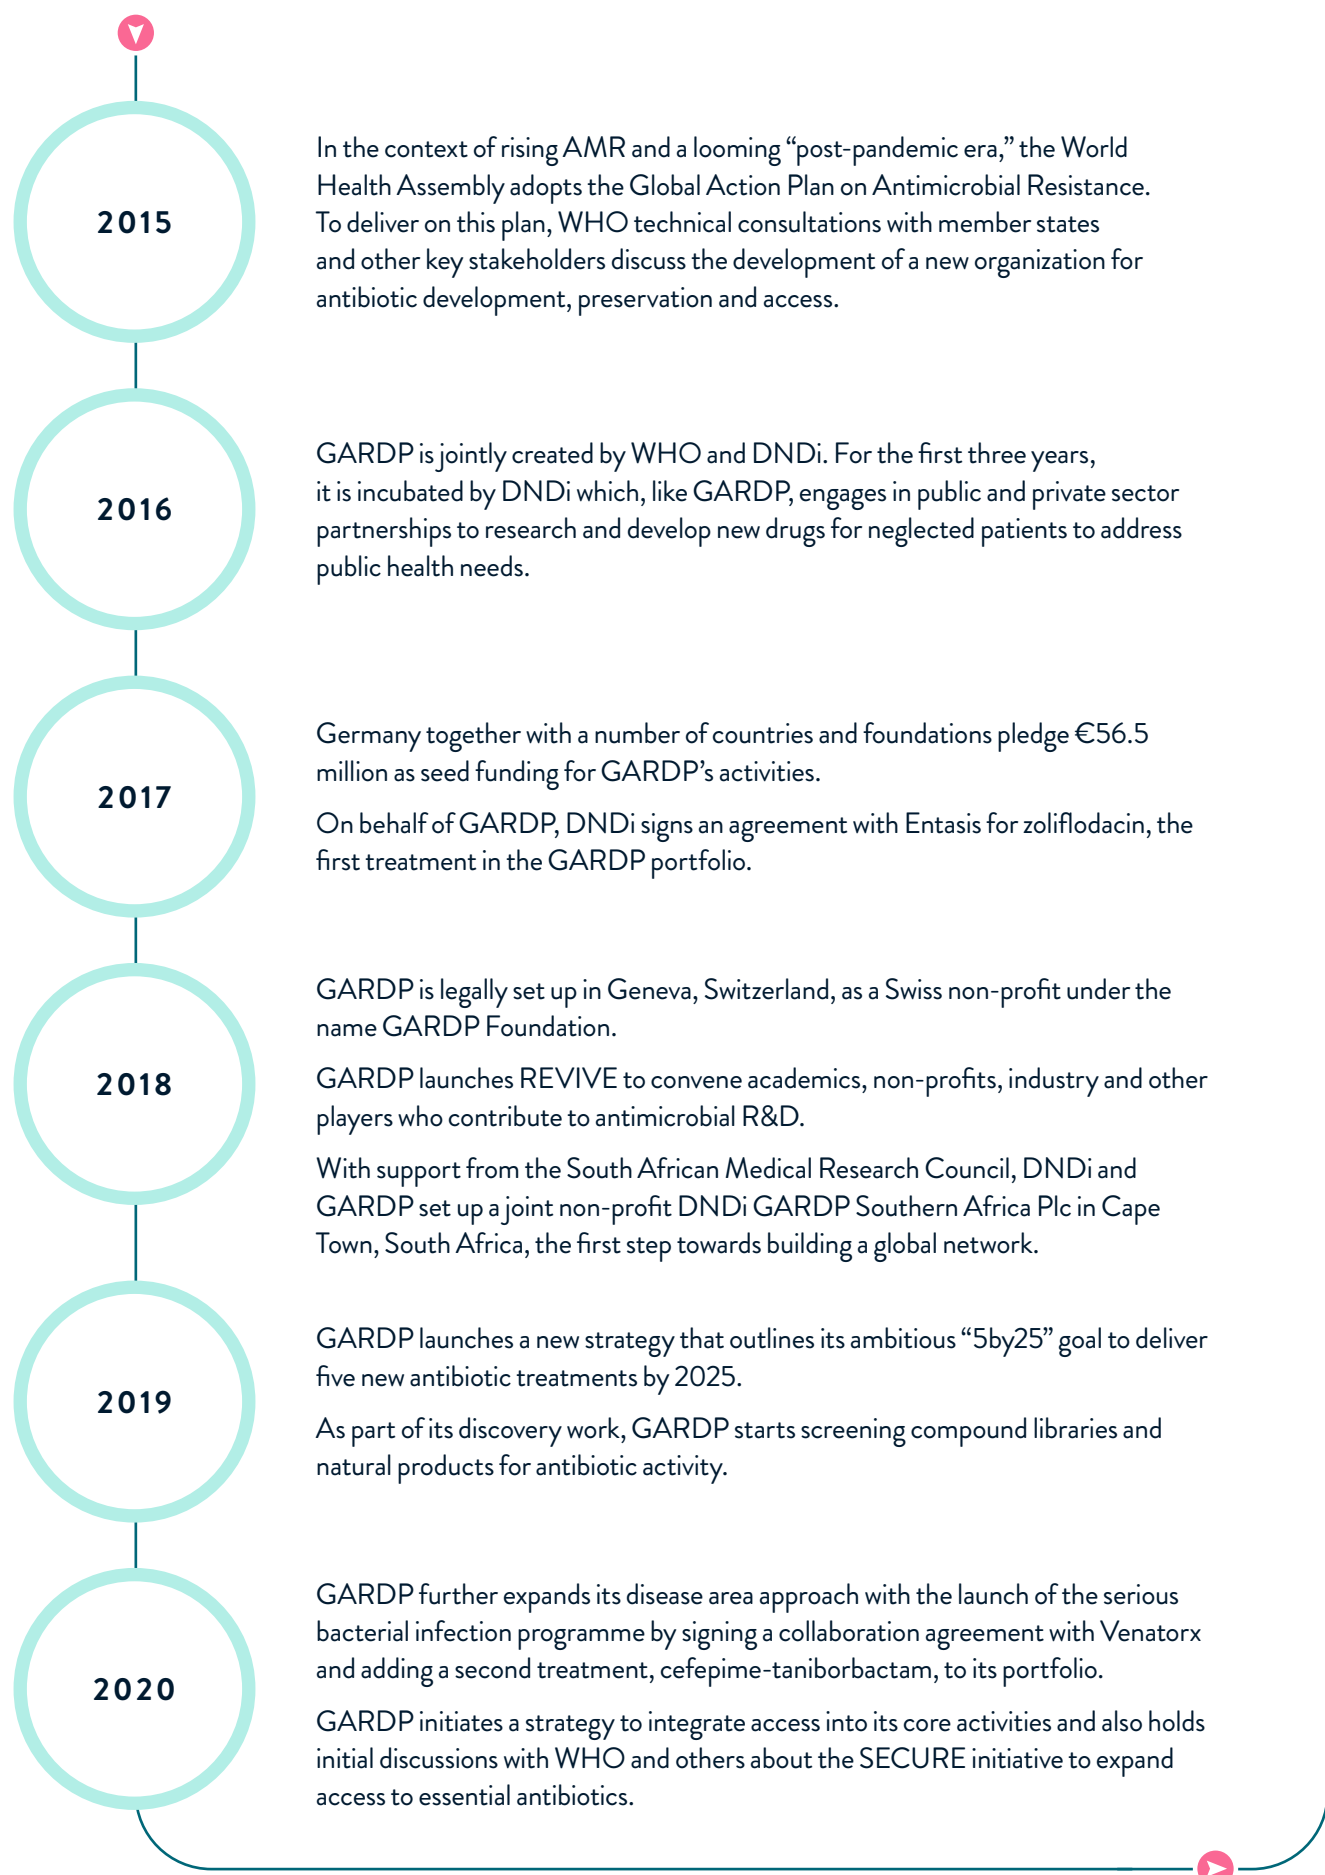 2015
In the context of rising AMR and a looming “post-pandemic era,” the World
Health Assembly adopts the Global Action Plan on Antimicrobial Resistance.
To deliver on this plan, WHO technical consultations with member states
and other key stakeholders discuss the development of a new organization for
antibiotic development, preservation and access.
2016
GARDP is jointly created by WHO and DNDi. For the first three years,
it is incubated by DNDi which, like GARDP, engages in public and private sector
partnerships to research and develop new drugs for neglected patients to address
public health needs.
2017
Germany together with a number of countries and foundations pledge €56.5
million as seed funding for GARDP’s activities.
On behalf of GARDP, DNDi signs an agreement with Entasis for zoliflodacin, the
first treatment in the GARDP portfolio.
2018
GARDP is legally set up in Geneva, Switzerland, as a Swiss non-profit under the
name GARDP Foundation.
GARDP launches REVIVE to convene academics, non-profits, industry and other
players who contribute to antimicrobial R&D.
With support from the South African Medical Research Council, DNDi and
GARDP set up a joint non-profit DNDi GARDP Southern Africa Plc in Cape
Town, South Africa, the first step towards building a global network.
2019
GARDP launches a new strategy that outlines its ambitious “5by25” goal to deliver
five new antibiotic treatments by 2025.
As part of its discovery work, GARDP starts screening compound libraries and
natural products for antibiotic activity.
2020
GARDP further expands its disease area approach with the launch of the serious
bacterial infection programme by signing a collaboration agreement with Venatorx
and adding a second treatment, cefepime-taniborbactam, to its portfolio.
GARDP initiates a strategy to integrate access into its core activities and also holds
initial discussions with WHO and others about the SECURE initiative to expand
access to essential antibiotics.